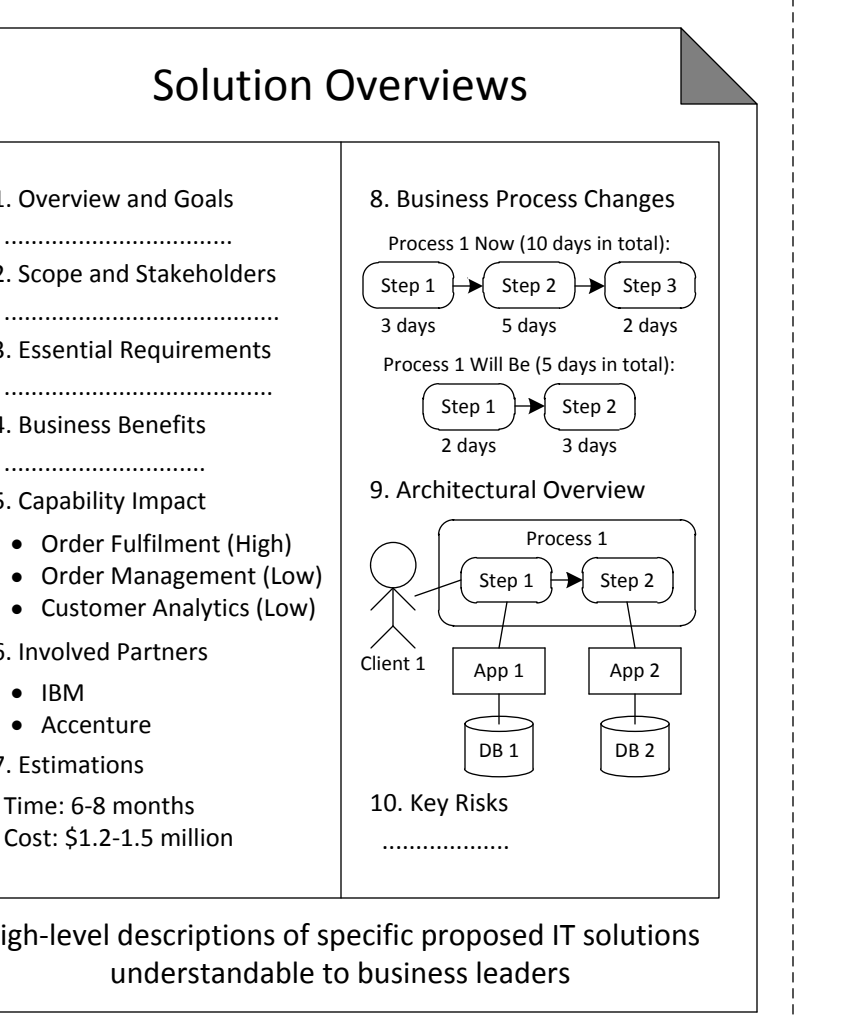 Solution Overviews
1. Overview and Goals
..................................
2. Scope and Stakeholders
.........................................
3. Essential Requirements
........................................
4. Business Benefits
..............................
5. Capability Impact
• Order Fulfilment (High)
• Order Management (Low)
• Customer Analytics (Low)
6. Involved Partners
• IBM
• Accenture
7. Estimations
Time: 6-8 months
Cost: $1.2-1.5 million
8. Business Process Changes
Process 1 Now (10 days in total):
Step 1 Step 2 Step 3
3 days 5 days 2 days
Process 1 Will Be (5 days in total):
Step 1 Step 2
2 days 3 days
9. Architectural Overview
Process 1
Step 1 Step 2
Client 1
App 1 App 2
DB 1 DB 2
10. Key Risks
...................
igh-level descriptions of specific proposed IT solutions
understandable to business leaders